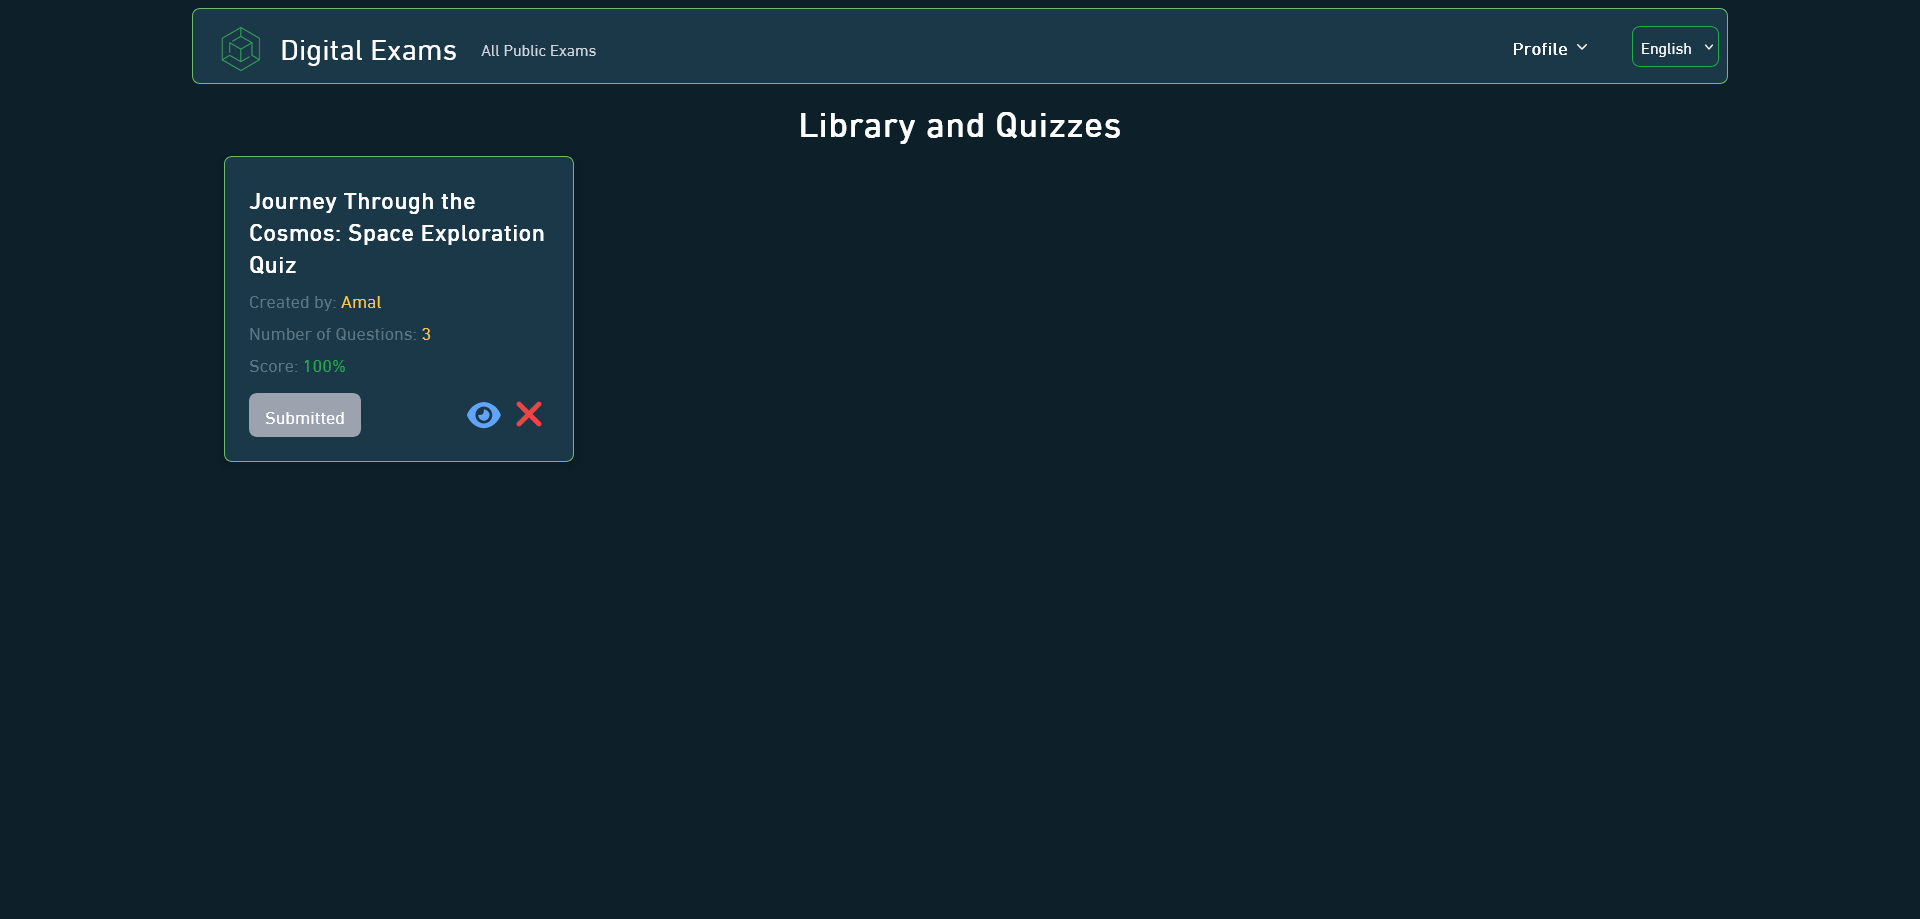 Digital Exams
All Public Exams
Profile
English
Library and Quizzes
Journey Through the
Cosmos: Space Exploration
Quiz
Created by: Amal
Number of Questions: 3
Score: 100%
Submitted